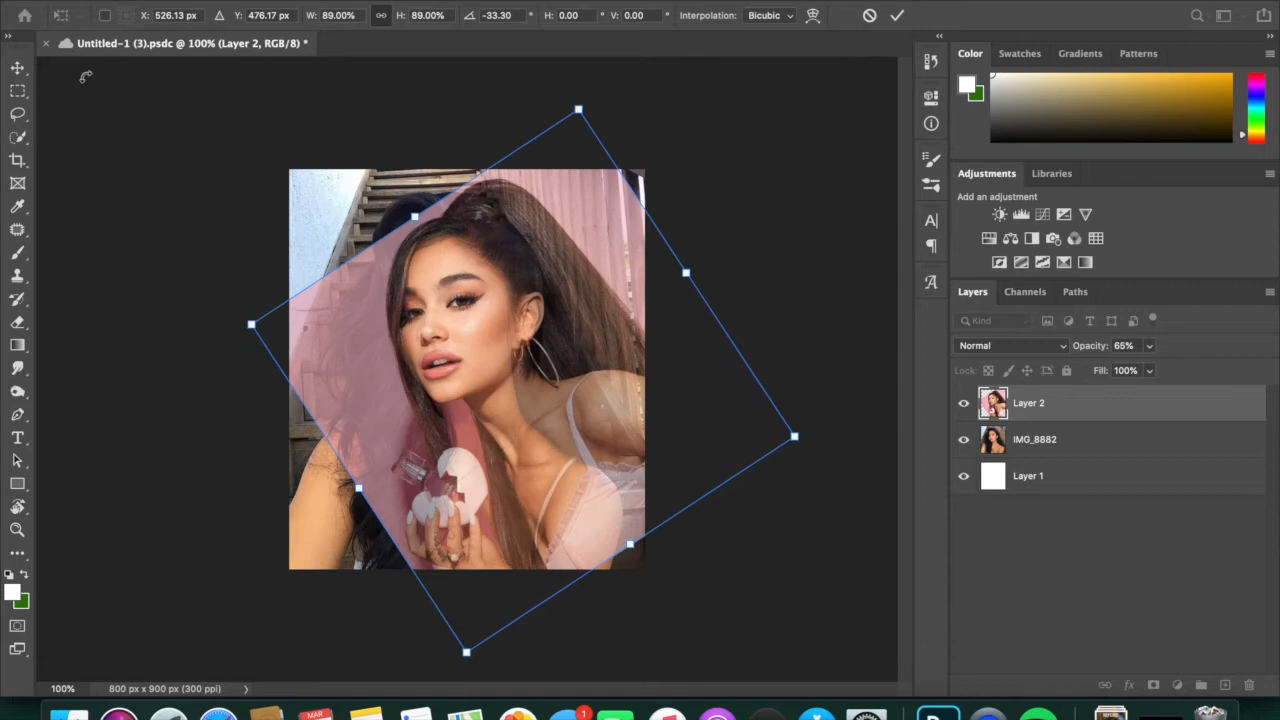 X: 526.13 px Y: 476.17 px W: 89.00% H: 89.00% -33.30 ° H: 0.00 ° V: 0.00 ° Interpolation: Bicubic
Untitled-1 (3).psdc @ 100% (Layer 2, RGB/8) *
Color Swatches Gradients Patterns
Adjustments Libraries
Add an adjustment
Layers Channels Paths
Kind
Normal Opacity: 65%
Lock: Fill: 100%
Layer 2
IMG_8882
Layer 1
100% 800 px x 900 px (300 ppi)
MAR
1